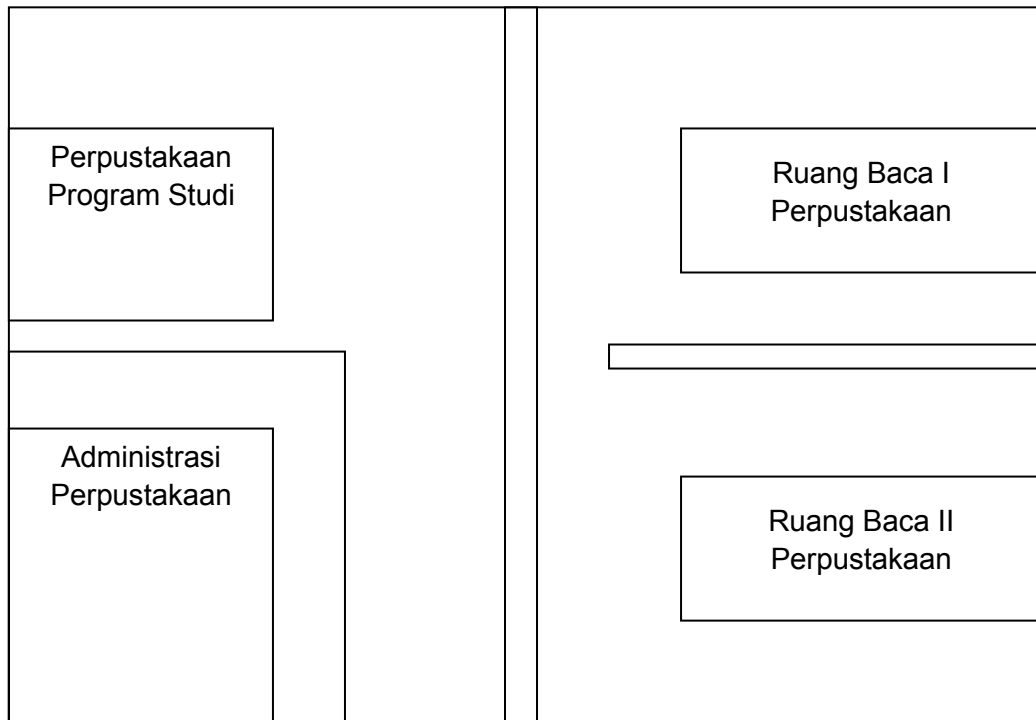 Perpustakaan
Program Studi
Ruang Baca I
Perpustakaan
Administrasi
Perpustakaan
Ruang Baca II
Perpustakaan